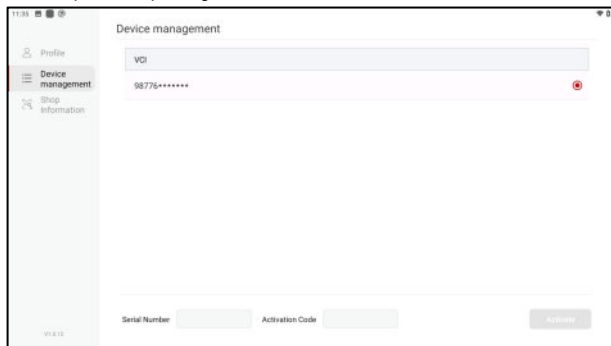 11:35
Device management
Profile
VCI
Device
management
98776*******
Shop
Information
Serial Number
Activation Code
Activate